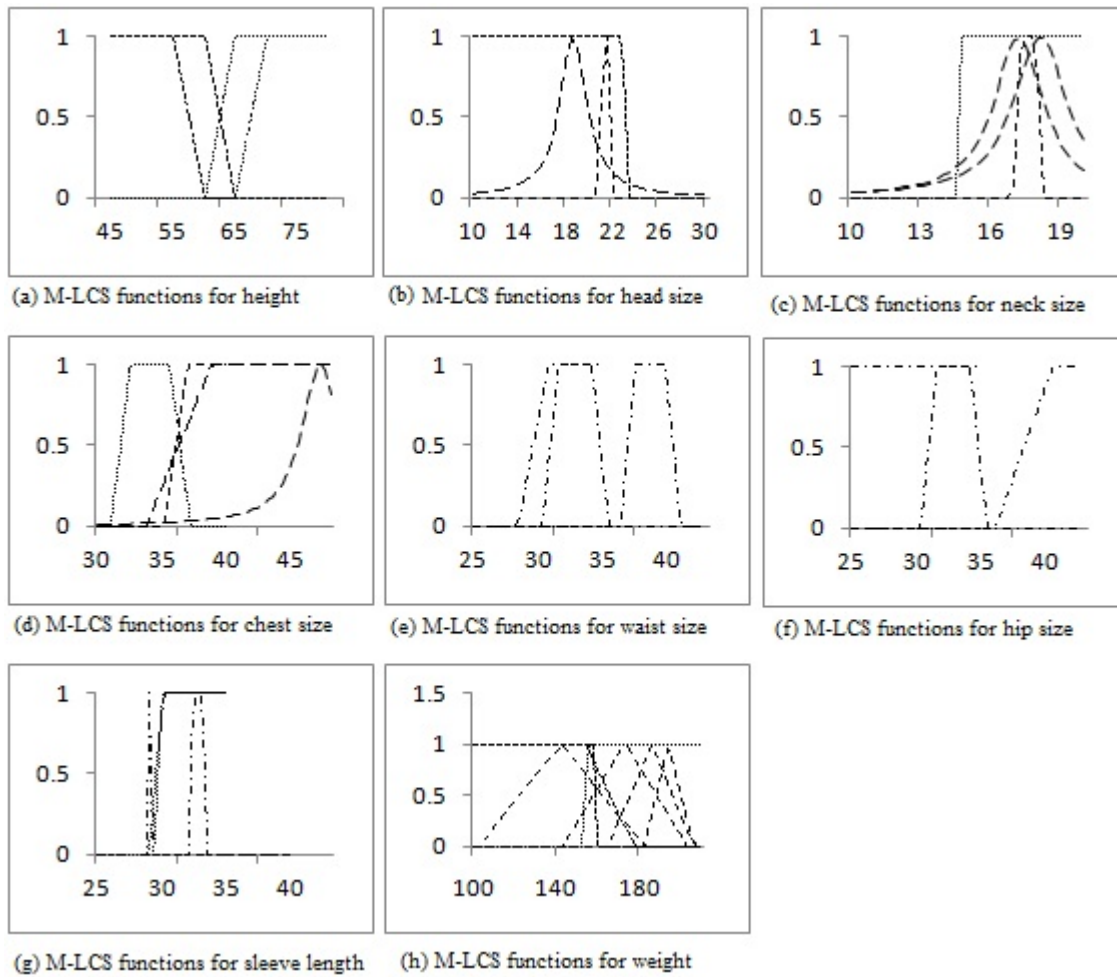 1
0.5
0
45 55 65 75
(a) M-LCS functions for height
1
0.5
0
10 14 18 22 26 30
(b) M-LCS functions for head size
1
0.5
0
10 13 16 19
(c) M-LCS functions for neck size
1
0.5
0
30 35 40 45
(d) M-LCS functions for chest size
1
0.5
0
25 30 35 40
(e) M-LCS functions for waist size
1
0.5
0
25 30 35 40
(f) M-LCS functions for hip size
1
0.5
0
25 30 35 40
(g) M-LCS functions for sleeve length
1.5
1
0.5
0
100 140 180
(h) M-LCS functions for weight